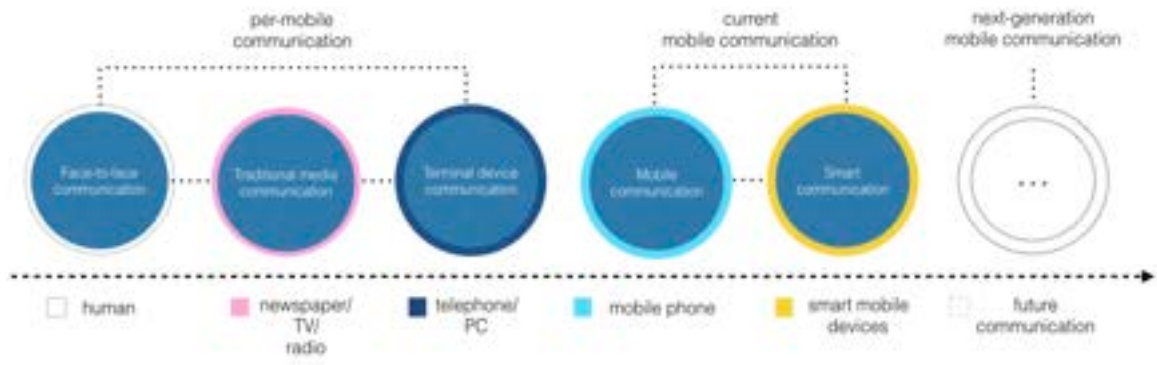 per-mobile
communication
current
mobile communication
next-generation
mobile communication
Face-to-face
communication
Traditional media
communication
Terminal device
communication
Mobile
communication
Smart
communication
...
human
newspaper/
TV/
radio
telephone/
PC
mobile phone
smart mobile
devices
future
communication